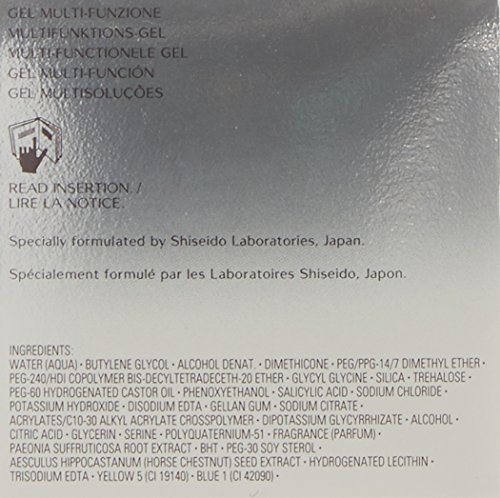 GEL MULTI-FUNZIONE
MULTIFUNKTIONS-GEL
MULTI-FUNCTIONELE GEL
GEL MULTI-FUNCIÓN
GEL MULTISOLUÇÕES
READ INSERTION. /
LIRE LA NOTICE.
Specially formulated by Shiseido Laboratories, Japan.
Spécialement formulé par les Laboratoires Shiseido, Japon.
INGREDIENTS:
WATER (AQUA)・BUTYLENE GLYCOL・ALCOHOL DENAT.・DIMETHICONE・PEG/PPG-14/7 DIMETHYL ETHER・
PEG-240/HDI COPOLYMER BIS-DECYLTETRADECETH-20 ETHER・GLYCYL GLYCINE・SILICA・TREHALOSE・
PEG-60 HYDROGENATED CASTOR OIL・PHENOXYETHANOL・SALICYLIC ACID・SODIUM CHLORIDE・
POTASSIUM HYDROXIDE・DISODIUM EDTA・GELLAN GUM・SODIUM CITRATE・
ACRYLATES/C10-30 ALKYL ACRYLATE CROSSPOLYMER・DIPOTASSIUM GLYCYRRHIZATE・ALCOHOL・
CITRIC ACID・GLYCERIN・SERINE・POLYQUATERNIUM-51・FRAGRANCE (PARFUM)・
PAEONIA SUFFRUTICOSA ROOT EXTRACT・BHT・PEG-30 SOY STEROL・
AESCULUS HIPPOCASTANUM (HORSE CHESTNUT) SEED EXTRACT・HYDROGENATED LECITHIN・
TRISODIUM EDTA・YELLOW 5 (CI 19140)・BLUE 1 (CI 42090)・